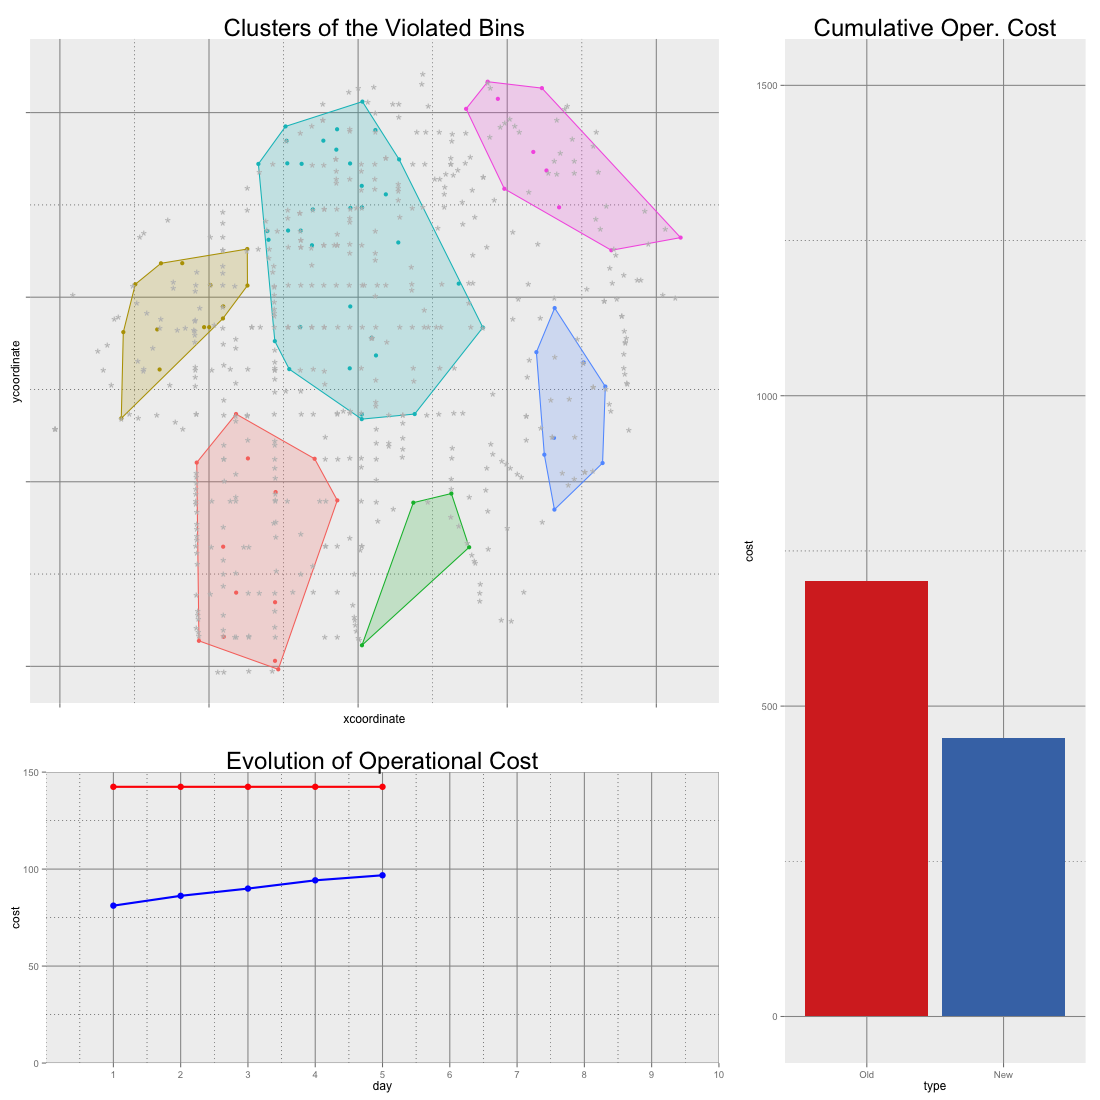 Clusters of the Violated Bins
ycoordinate
xcoordinate
Evolution of Operational Cost
150
100
50
0
cost
1 2 3 4 5 6 7 8 9 10
day
Cumulative Oper. Cost
1500
1000
500
0
cost
Old New
type